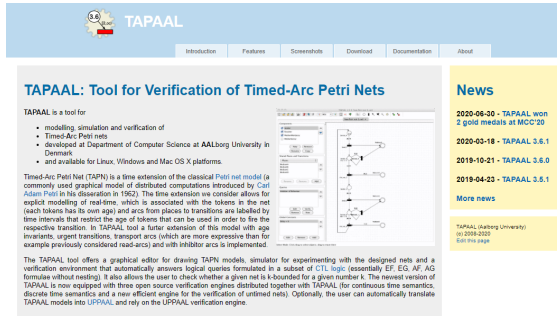 3.6
TAPAAL
Introduction
Features
Screenshots
Download
Documentation
About
TAPAAL: Tool for Verification of Timed-Arc Petri Nets
TAPAAL is a tool for
modelling, simulation and verification of
Timed-Arc Petri nets
developed at Department of Computer Science at AALborg University in
Denmark
and available for Linux, Windows and Mac OS X platforms.
Timed-Arc Petri Net (TAPN) is a time extension of the classical Petri net model (a
commonly used graphical model of distributed computations introduced by Carl
Adam Petri in his disseration in 1962). The time extension we consider allows for
explicit modelling of real-time, which is associated with the tokens in the net
(each tokens has its own age) and arcs from places to transitions are labelled by
time intervals that restrict the age of tokens that can be used in order to fire the
respective transition. In TAPAAL tool a furter extension of this model with age
invariants, urgent transitions, transport arcs (which are more expressive than for
example previously considered read-arcs) and with inhibitor arcs is implemented.
The TAPAAL tool offers a graphical editor for drawing TAPN models, simulator for experimenting with the designed nets and a
verification environment that automatically answers logical queries formulated in a subset of CTL logic (essentially EF, EG, AF, AG
formulae without nesting). It also allows the user to check whether a given net is k-bounded for a given number k. The newest version of
TAPAAL is now equipped with three open source verification engines distributed together with TAPAAL (for continuous time semantics,
discrete time semantics and a new efficient engine for the verification of untimed nets). Optionally, the user can automatically translate
TAPAAL models into UPPAAL and rely on the UPPAAL verification engine.
News
2020-06-30 - TAPAAL won
2 gold medals at MCC'20
2020-03-18 - TAPAAL 3.6.1
2019-10-21 - TAPAAL 3.6.0
2019-04-23 - TAPAAL 3.5.1
More news
TAPAAL (Aalborg University)
(c) 2008-2020
Edit this page